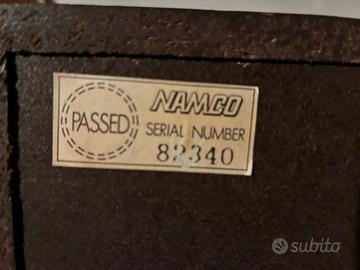 NAMCO
PASSED
SERIAL NUMBER
82340
subito